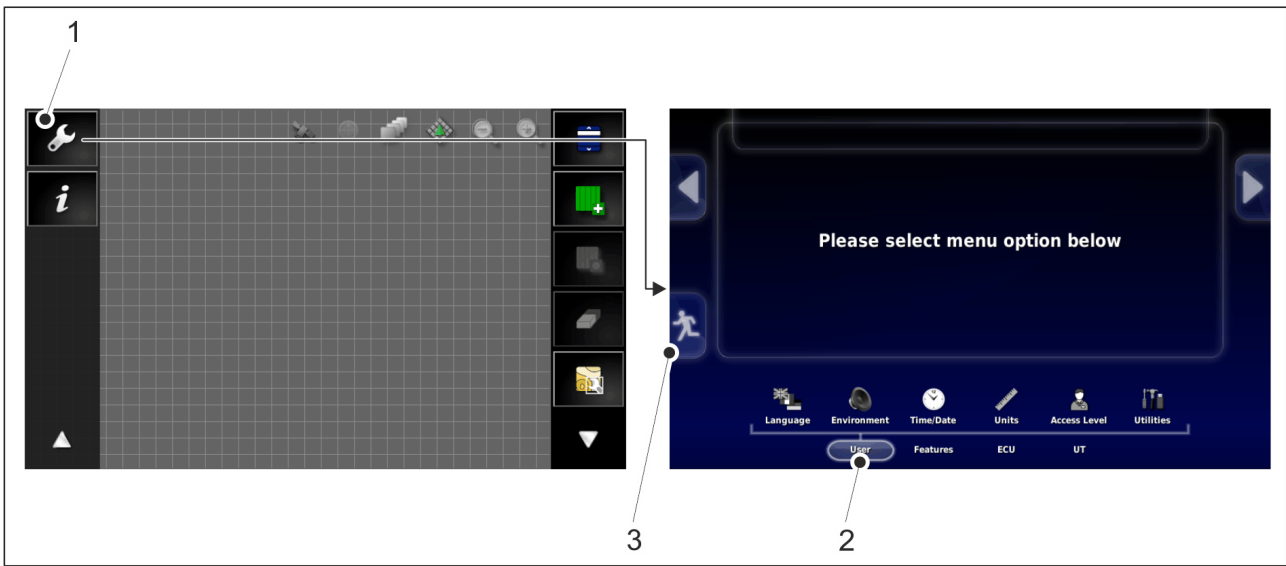 1
i
Please select menu option below
Language Environment Time/Date Units Access Level Utilities
User Features ECU UT
3 2